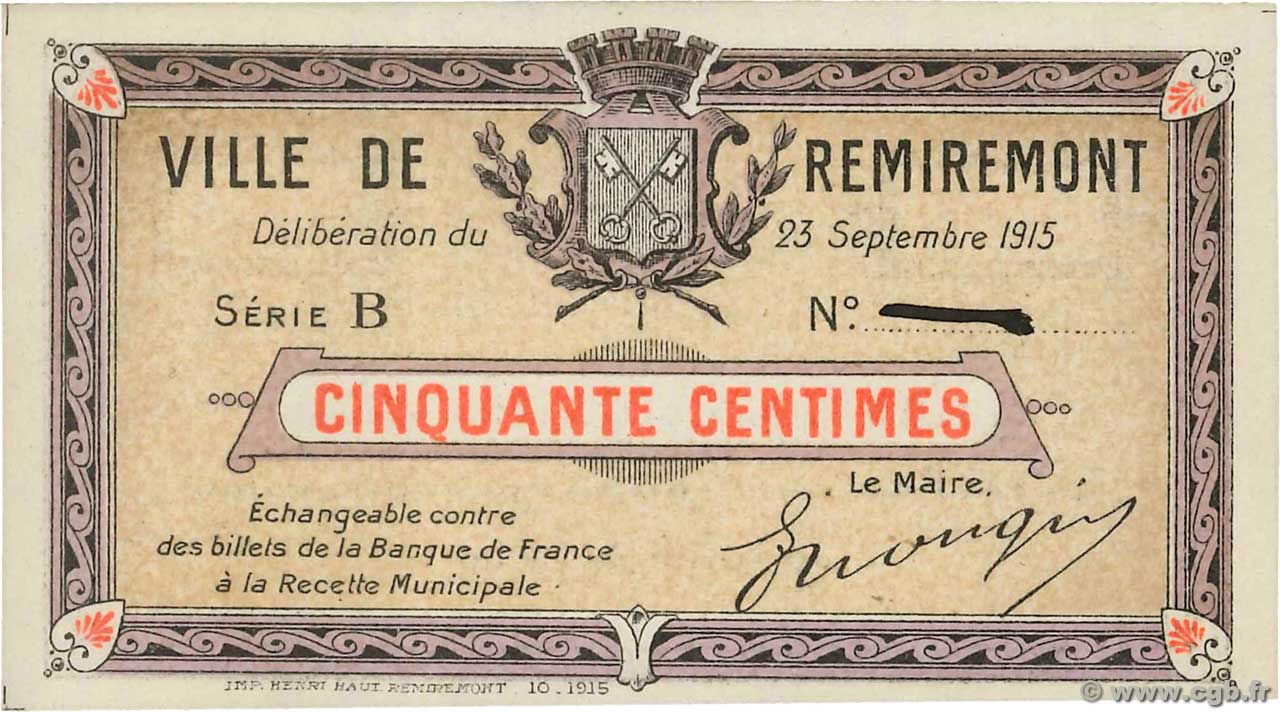 VILLE DE REMIREMONT
Délibération du 23 Septembre 1915
SÉRIE B N°.
CINQUANTE CENTIMES
Le Maire,
Échangeable contre
des billets de la Banque de France
à la Recette Municipale
IMP. HENRI HAUT. REMIREMONT . 10-1915
© www.cgb.fr